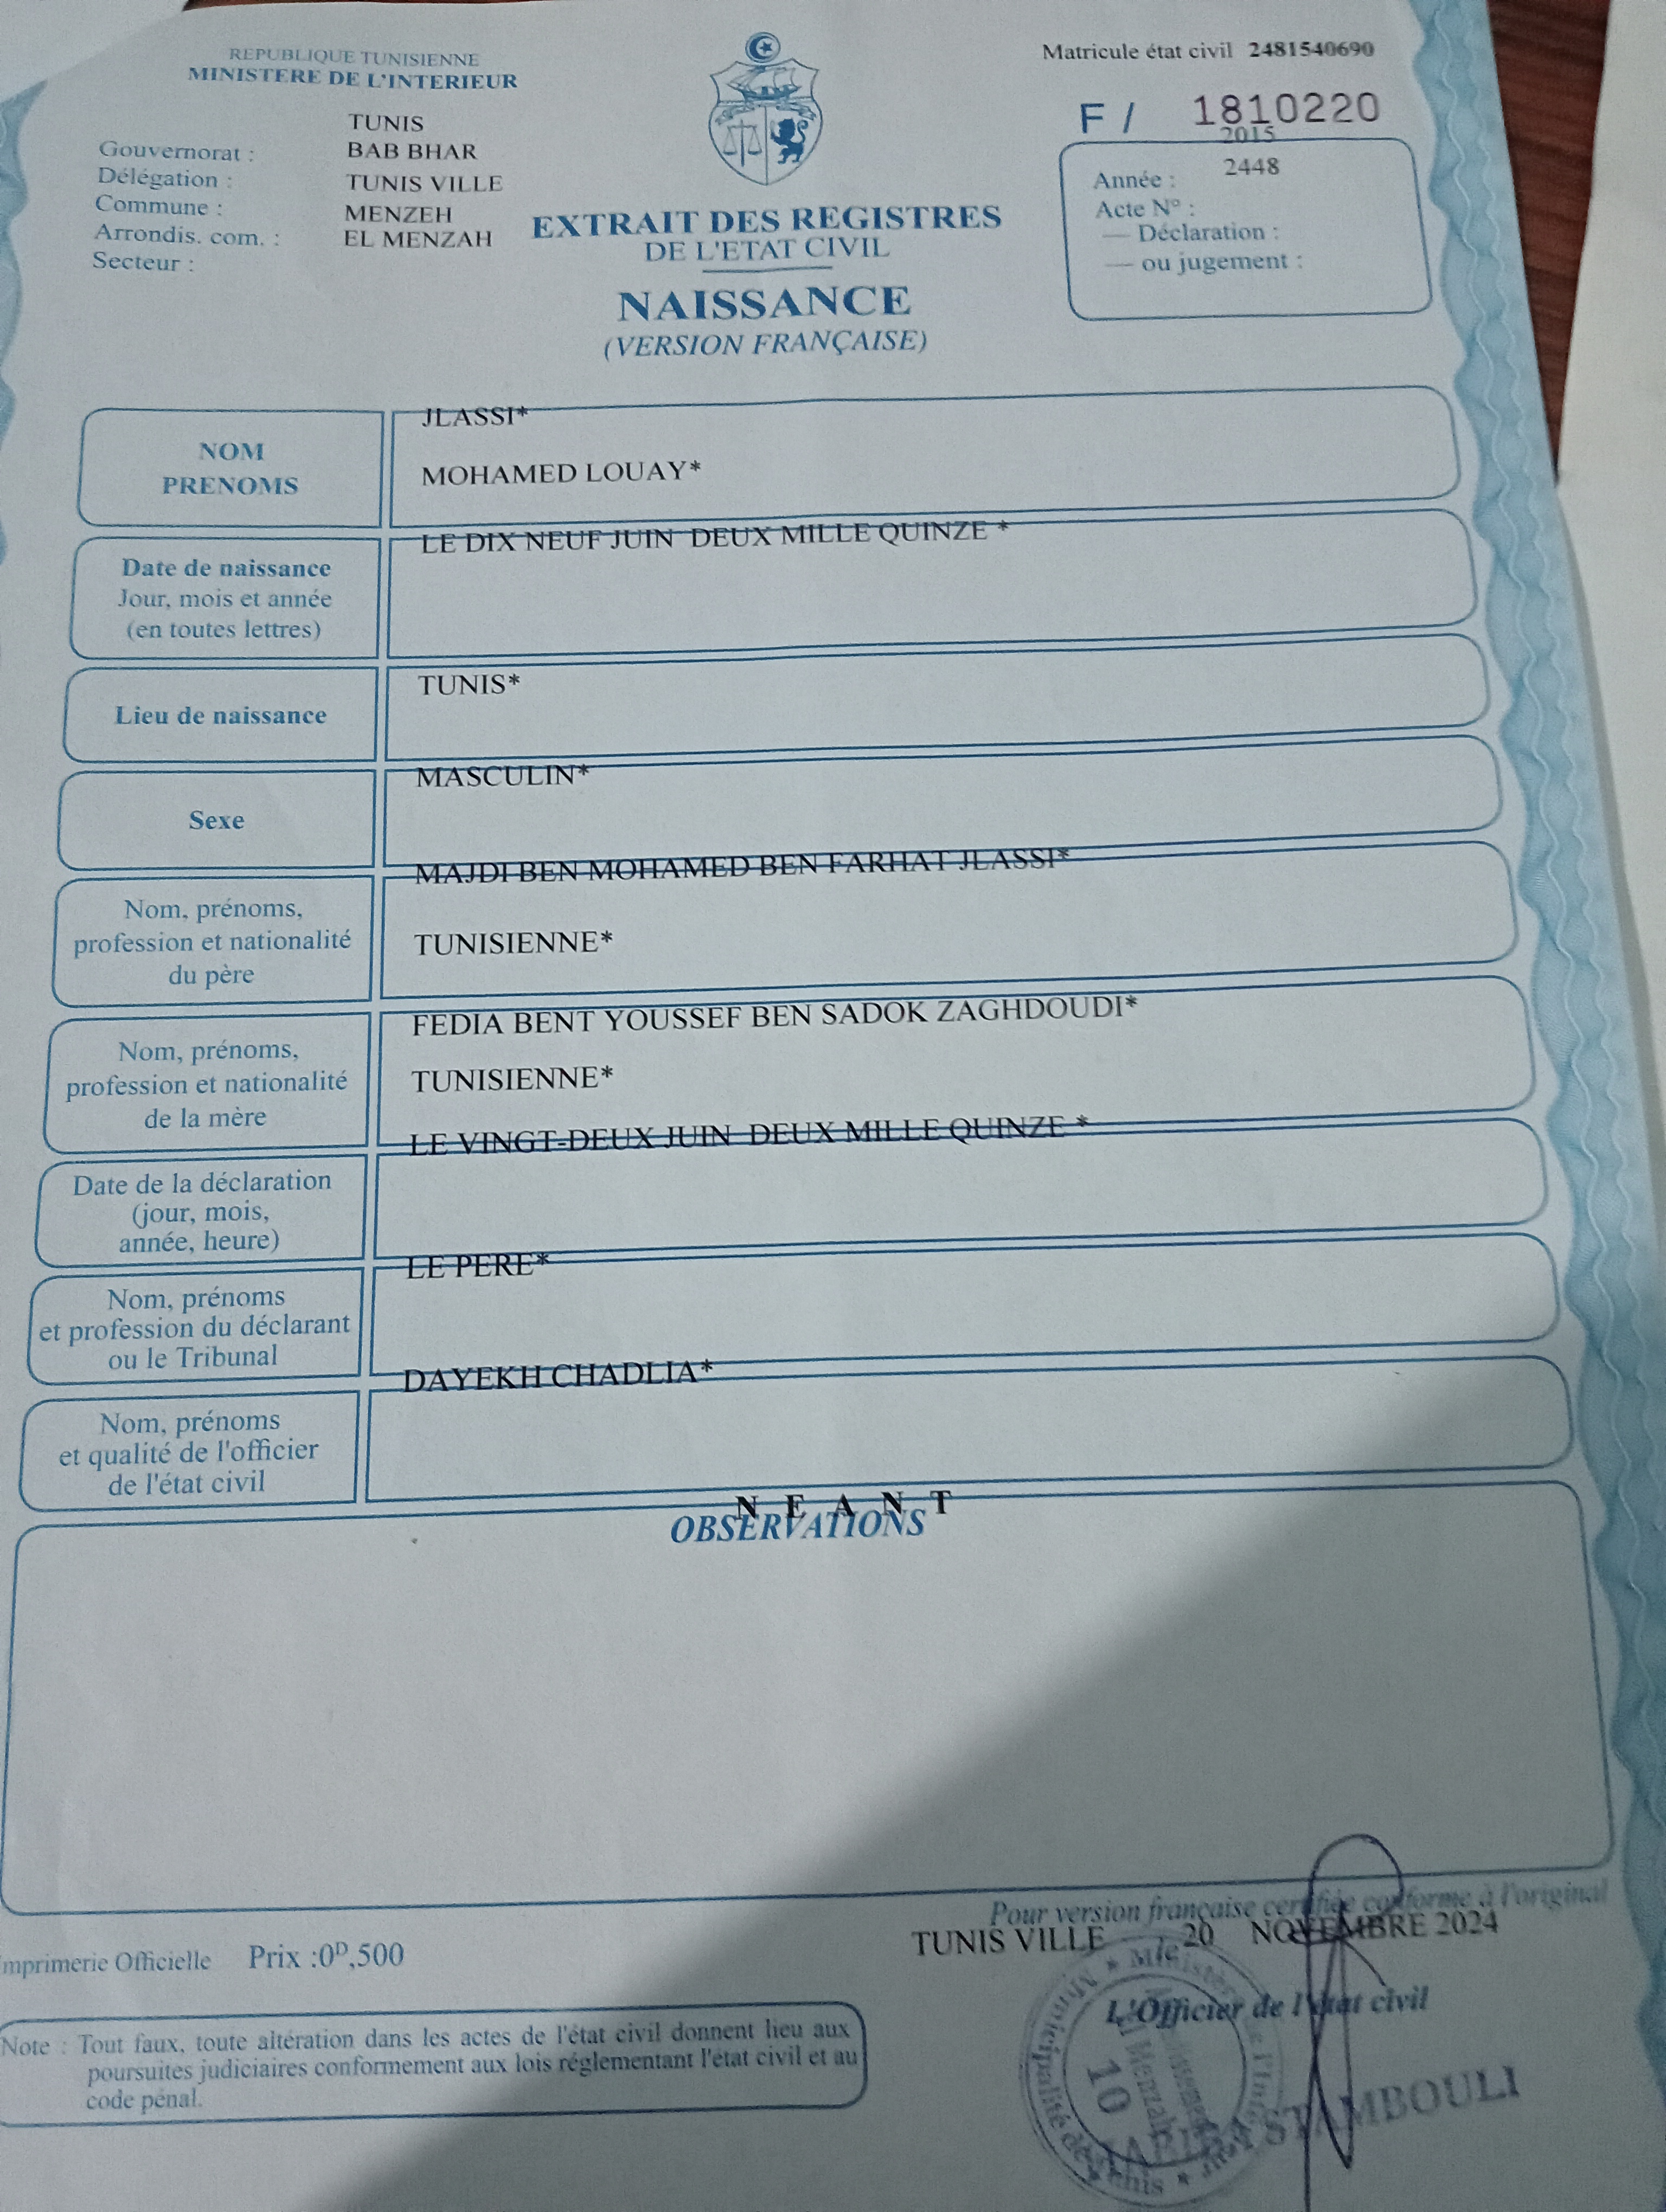 REPUBLIQUE TUNISIENNE
MINISTERE DE L'INTERIEUR
Matricule état civil 2481540690
F / 1810220
Gouvernorat : TUNIS
Délégation : BAB BHAR
Commune : TUNIS VILLE
Arrondis. com. : MENZEH
Secteur : EL MENZAH
2015
Année : 2448
Acte N° :
— Déclaration :
— ou jugement :
EXTRAIT DES REGISTRES
DE L'ETAT CIVIL
NAISSANCE
(VERSION FRANÇAISE)
NOM
PRENOMS
JLASSI*
MOHAMED LOUAY*
Date de naissance
Jour, mois et année
(en toutes lettres)
LE DIX NEUF JUIN DEUX MILLE QUINZE *
Lieu de naissance
TUNIS*
Sexe
MASCULIN*
Nom, prénoms,
profession et nationalité
du père
MAJDI BEN MOHAMED BEN FARHAT JLASSI*
TUNISIENNE*
Nom, prénoms,
profession et nationalité
de la mère
FEDIA BENT YOUSSEF BEN SADOK ZAGHDOUDI*
TUNISIENNE*
Date de la déclaration
(jour, mois,
année, heure)
LE VINGT-DEUX JUIN DEUX MILLE QUINZE *
Nom, prénoms
et profession du déclarant
ou le Tribunal
LE PERE*
Nom, prénoms
et qualité de l'officier
de l'état civil
DAYEKH CHADLIA*
N E A N T
OBSERVATIONS
Pour version française certifiée conforme à l'original
TUNIS VILLE le 20 NOVEMBRE 2024
L'Officier de l'état civil
mprimerie Officielle Prix :0ᴰ,500
Note : Tout faux, toute altération dans les actes de l'état civil donnent lieu aux
poursuites judiciaires conformement aux lois réglementant l'état civil et au
code pénal.
10
STAMBOULI